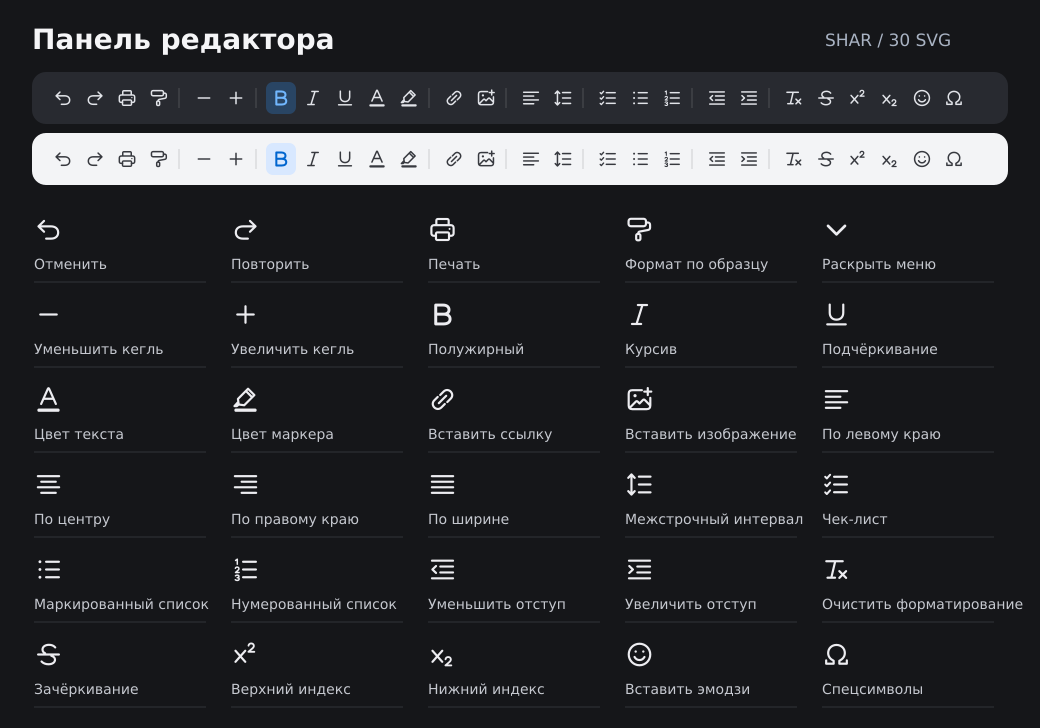 Панель редактора
SHAR / 30 SVG
Отменить
Повторить
Печать
Формат по образцу
Раскрыть меню
Уменьшить кегль
Увеличить кегль
Полужирный
Курсив
Подчёркивание
Цвет текста
Цвет маркера
Вставить ссылку
Вставить изображение
По левому краю
По центру
По правому краю
По ширине
Межстрочный интервал
Чек-лист
Маркированный список
Нумерованный список
Уменьшить отступ
Увеличить отступ
Очистить форматирование
Зачёркивание
Верхний индекс
Нижний индекс
Вставить эмодзи
Спецсимволы